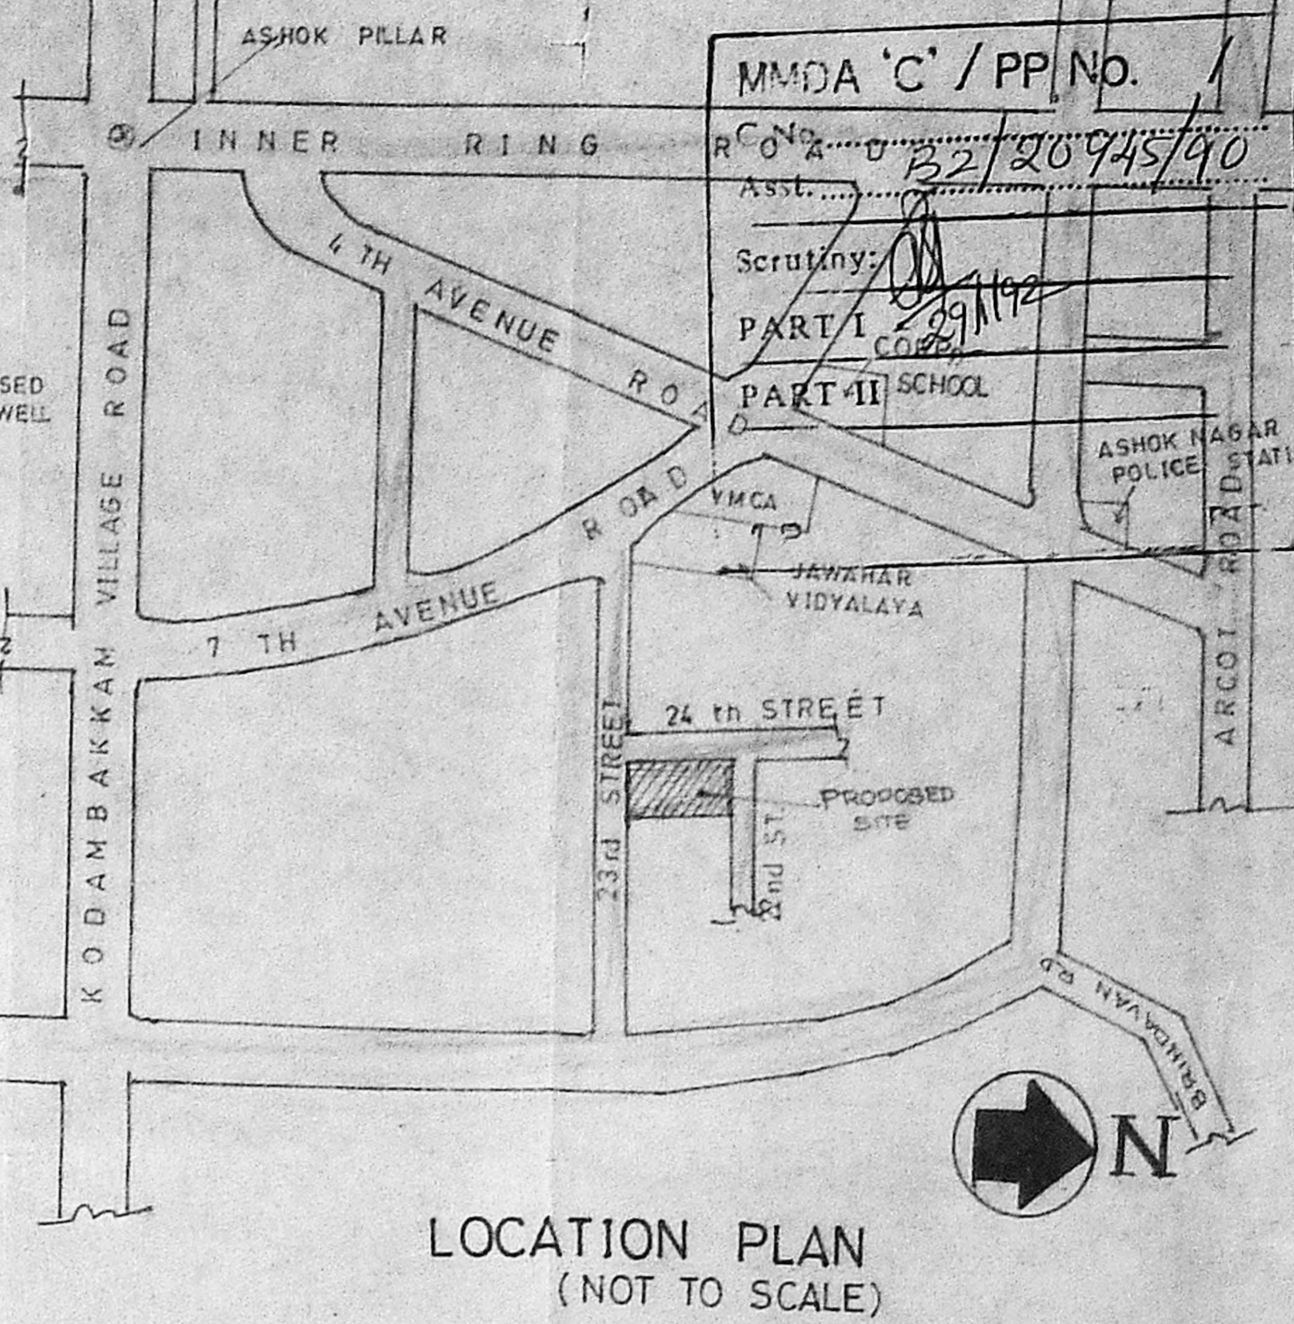 ASHOK PILLAR
MMDA 'C' / PP No. /
C.No.
B2/20945/90
Asst.
INNER RING ROAD
Scrutiny:
29/1/92
4 TH AVENUE ROAD
PART I
CORPN
SCHOOL
PART II
SED
WELL
ASHOK NAGAR
POLICE STATI
KODAMBAKKAM VILLAGE ROAD
YMCA
JAWAHAR
VIDYALAYA
7 TH AVENUE ROAD
ARCOT ROAD
24 th STREET
23rd STREET
PROPOSED
SITE
22nd ST.
BRINDAVAN RD
N
LOCATION PLAN
(NOT TO SCALE)